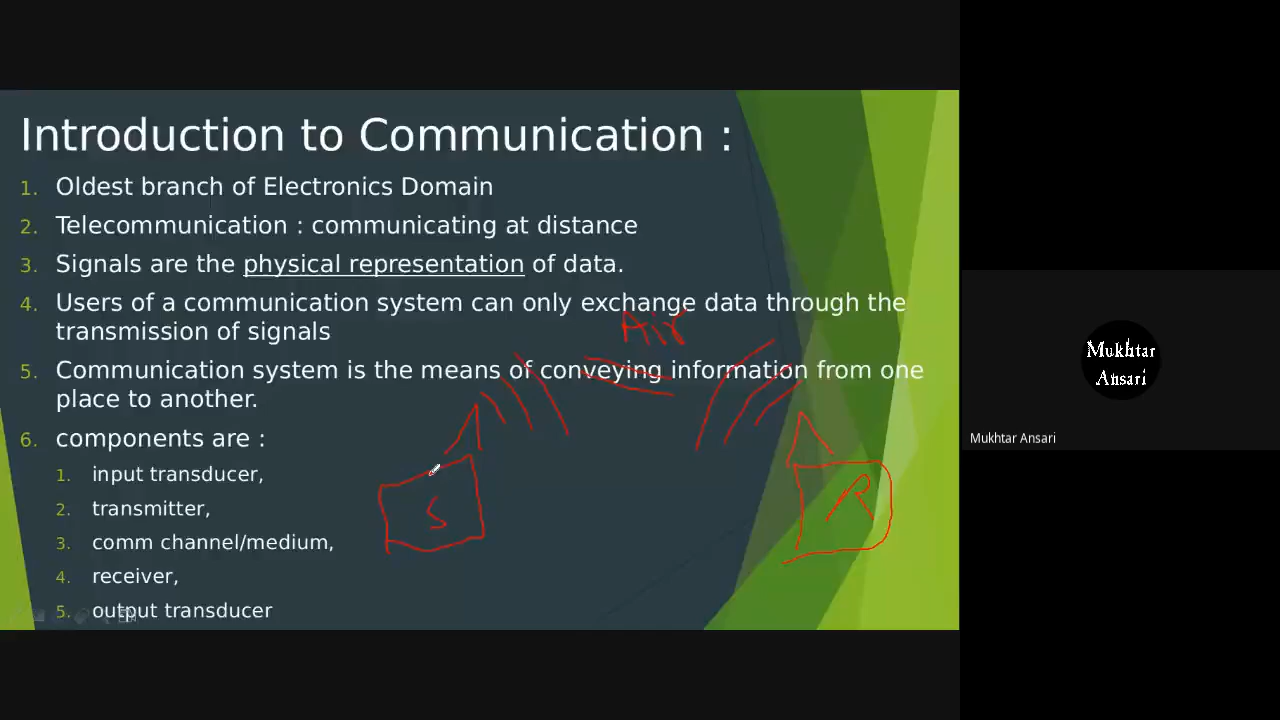 Introduction to Communication :
1. Oldest branch of Electronics Domain
2. Telecommunication : communicating at distance
3. Signals are the physical representation of data.
4. Users of a communication system can only exchange data through the
transmission of signals
Air
5. Communication system is the means of conveying information from one
place to another.
6. components are :
1. input transducer,
2. transmitter,
3. comm channel/medium,
4. receiver,
5. output transducer
S
R
Mukhtar
Ansari
Mukhtar Ansari